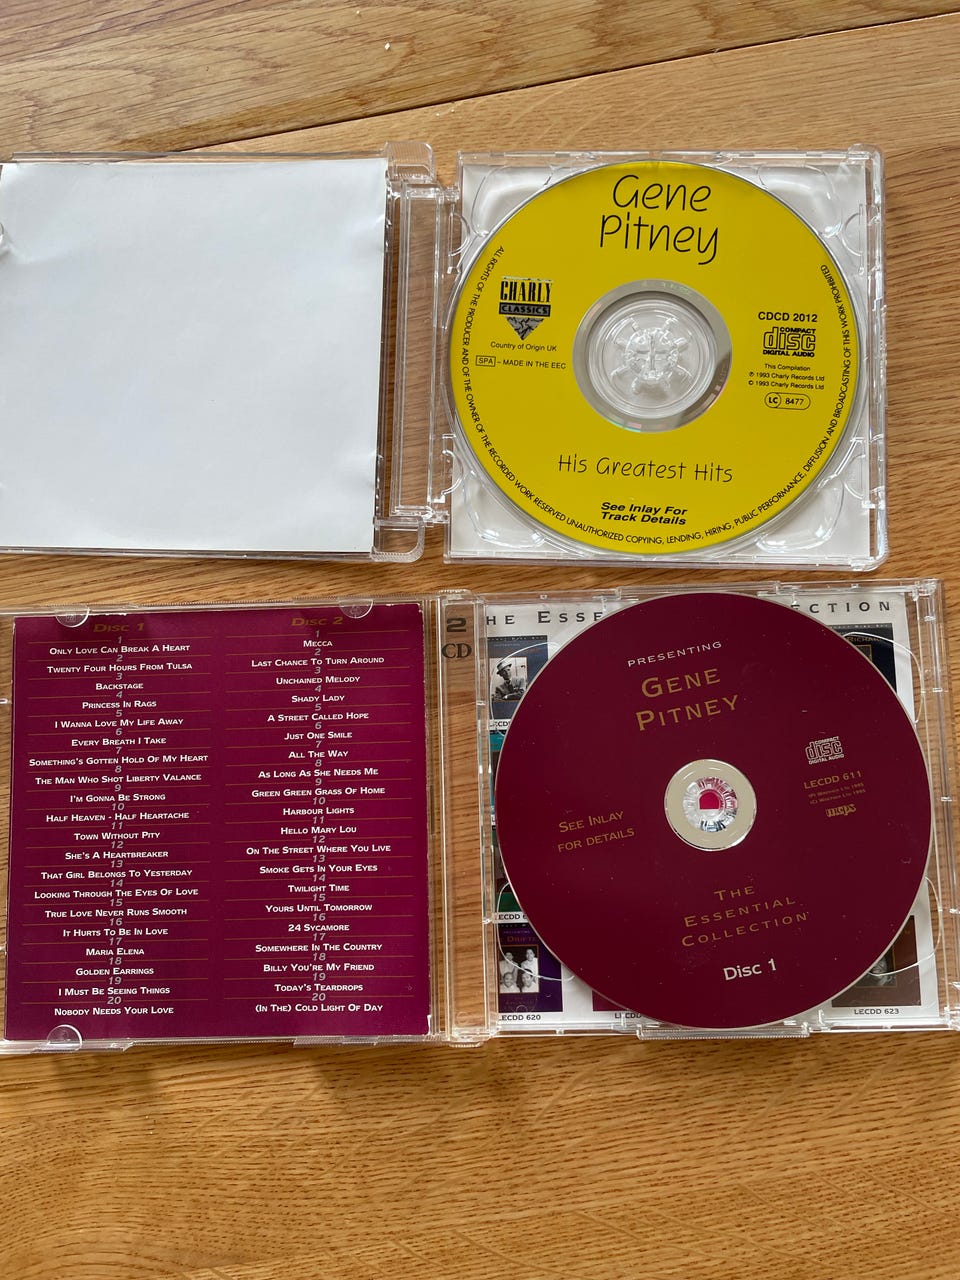 Gene
Pitney
CHARLY
CLASSICS
Country of Origin UK
SPA – MADE IN THE EEC
CDCD 2012
COMPACT
disc
DIGITAL AUDIO
This Compilation
℗ 1993 Charly Records Ltd
© 1993 Charly Records Ltd
LC 8477
His Greatest Hits
See Inlay For
Track Details
ALL RIGHTS OF THE PRODUCER AND OF THE OWNER OF THE RECORDED WORK RESERVED UNAUTHORIZED COPYING, LENDING, HIRING, PUBLIC PERFORMANCE, DIFFUSION AND BROADCASTING OF THIS WORK PROHIBITED
Disc 1
1
Only Love Can Break A Heart
2
Twenty Four Hours From Tulsa
3
Backstage
4
Princess In Rags
5
I Wanna Love My Life Away
6
Every Breath I Take
7
Something's Gotten Hold Of My Heart
8
The Man Who Shot Liberty Valance
9
I'm Gonna Be Strong
10
Half Heaven - Half Heartache
11
Town Without Pity
12
She's A Heartbreaker
13
That Girl Belongs To Yesterday
14
Looking Through The Eyes Of Love
15
True Love Never Runs Smooth
16
It Hurts To Be In Love
17
Maria Elena
18
Golden Earrings
19
I Must Be Seeing Things
20
Nobody Needs Your Love
Disc 2
1
Mecca
2
Last Chance To Turn Around
3
Unchained Melody
4
Shady Lady
5
A Street Called Hope
6
Just One Smile
7
All The Way
8
As Long As She Needs Me
9
Green Green Grass Of Home
10
Harbour Lights
11
Hello Mary Lou
12
On The Street Where You Live
13
Smoke Gets In Your Eyes
14
Twilight Time
15
Yours Until Tomorrow
16
24 Sycamore
17
Somewhere In The Country
18
Billy You're My Friend
19
Today's Teardrops
20
(In The) Cold Light Of Day
2
CD
HE ESSE
ECTION
PRESENTING
GENE
PITNEY
COMPACT
disc
DIGITAL AUDIO
LECDD 611
mcps
See Inlay
for details
The
Essential
Collection
Disc 1
LECDD 620
LECDD 623